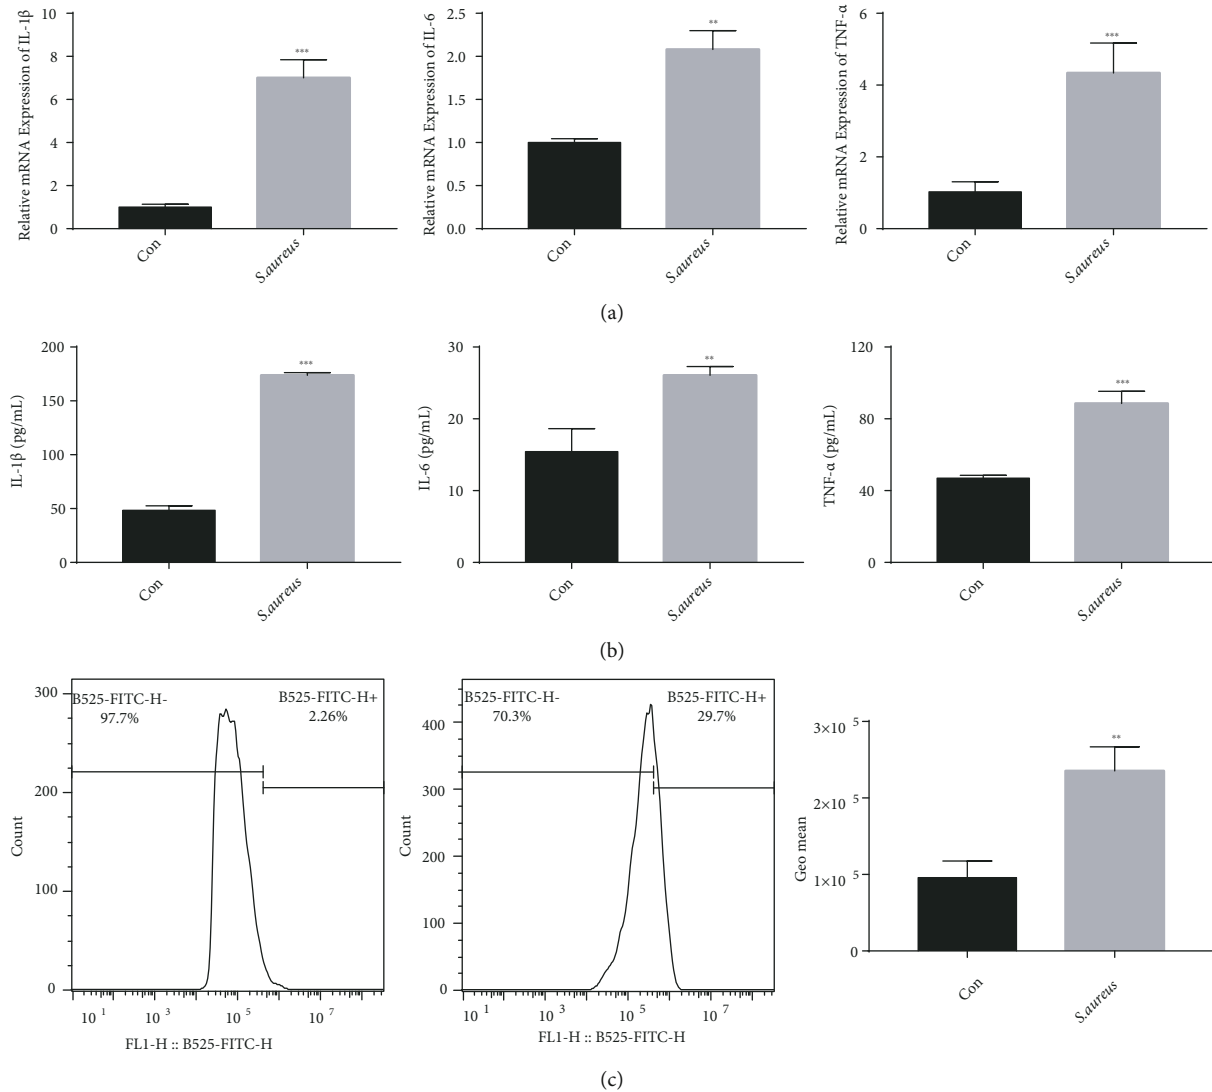 Relative mRNA Expression of IL-1β
10
8
6
4
2
0
***
Con
S.aureus
Relative mRNA Expression of IL-6
2.5
2.0
1.5
1.0
0.5
0.0
**
Con
S.aureus
Relative mRNA Expression of TNF-α
6
4
2
0
***
Con
S.aureus
(a)
IL-1β (pg/mL)
200
150
100
50
0
***
Con
S.aureus
IL-6 (pg/mL)
30
20
10
0
**
Con
S.aureus
TNF-α (pg/mL)
120
80
40
0
***
Con
S.aureus
(b)
Count
300
200
100
0
B525-FITC-H-
97.7%
B525-FITC-H+
2.26%
10 1 10 3 10 5 10 7
FL1-H :: B525-FITC-H
Count
400
300
200
100
0
B525-FITC-H-
70.3%
B525-FITC-H+
29.7%
10 1 10 3 10 5 10 7
FL1-H :: B525-FITC-H
Geo mean
3×10 5
2×10 5
1×10 5
0
**
Con
S.aureus
(c)